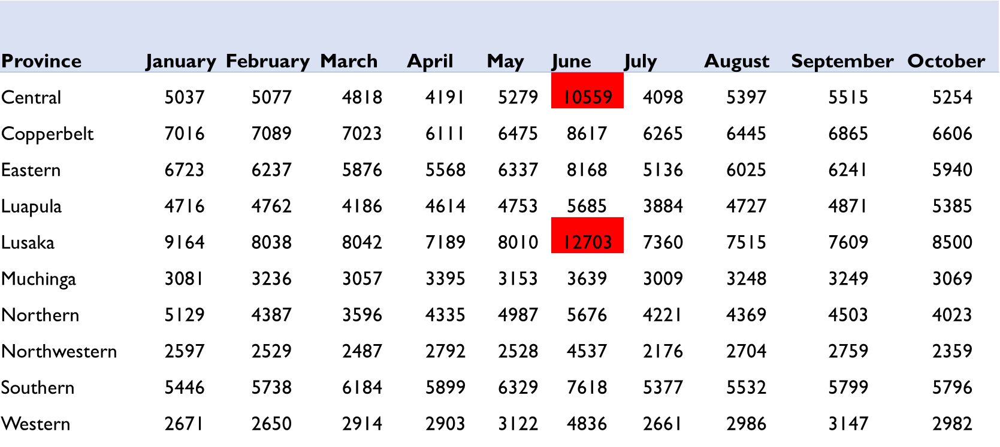 Province January February March April May June July August September October
Central 5037 5077 4818 4191 5279 10559 4098 5397 5515 5254
Copperbelt 7016 7089 7023 6111 6475 8617 6265 6445 6865 6606
Eastern 6723 6237 5876 5568 6337 8168 5136 6025 6241 5940
Luapula 4716 4762 4186 4614 4753 5685 3884 4727 4871 5385
Lusaka 9164 8038 8042 7189 8010 12703 7360 7515 7609 8500
Muchinga 3081 3236 3057 3395 3153 3639 3009 3248 3249 3069
Northern 5129 4387 3596 4335 4987 5676 4221 4369 4503 4023
Northwestern 2597 2529 2487 2792 2528 4537 2176 2704 2759 2359
Southern 5446 5738 6184 5899 6329 7618 5377 5532 5799 5796
Western 2671 2650 2914 2903 3122 4836 2661 2986 3147 2982